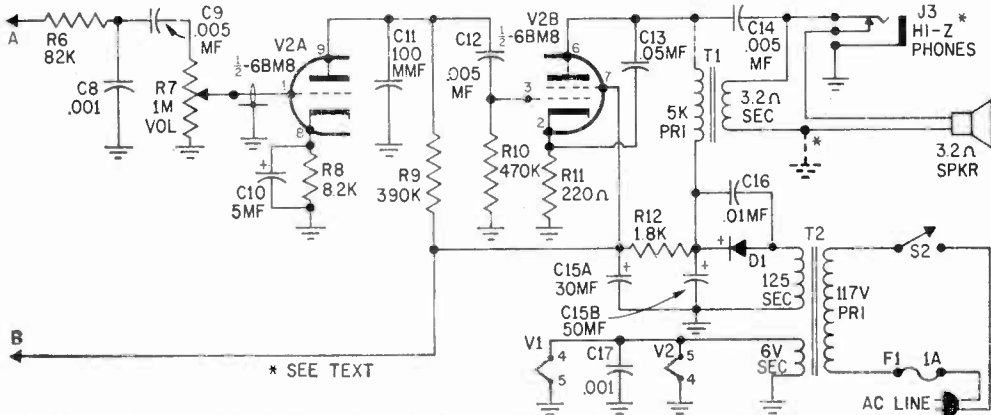 A
R6
82K
C8
.001
C9
.005
MF
R7
1M
VOL
V2A
½-6BM8
9
1
8
C10
5MF
R8
8.2K
C11
100
MMF
R9
390K
C12
.005
MF
½-6BM8
V2B
6
7
3
2
R10
470K
R11
220Ω
C13
.05MF
C14
.005
MF
T1
5K
PRI
3.2Ω
SEC
J3 *
HI-Z
PHONES
*
3.2Ω
SPKR
C16
.01MF
R12
1.8K
+
D1
C15A
30MF
C15B
50MF
T2
125
SEC
117V
PRI
S2
B
* SEE TEXT
V1
4
5
C17
.001
V2
5
4
6V
SEC
F1 1A
AC LINE